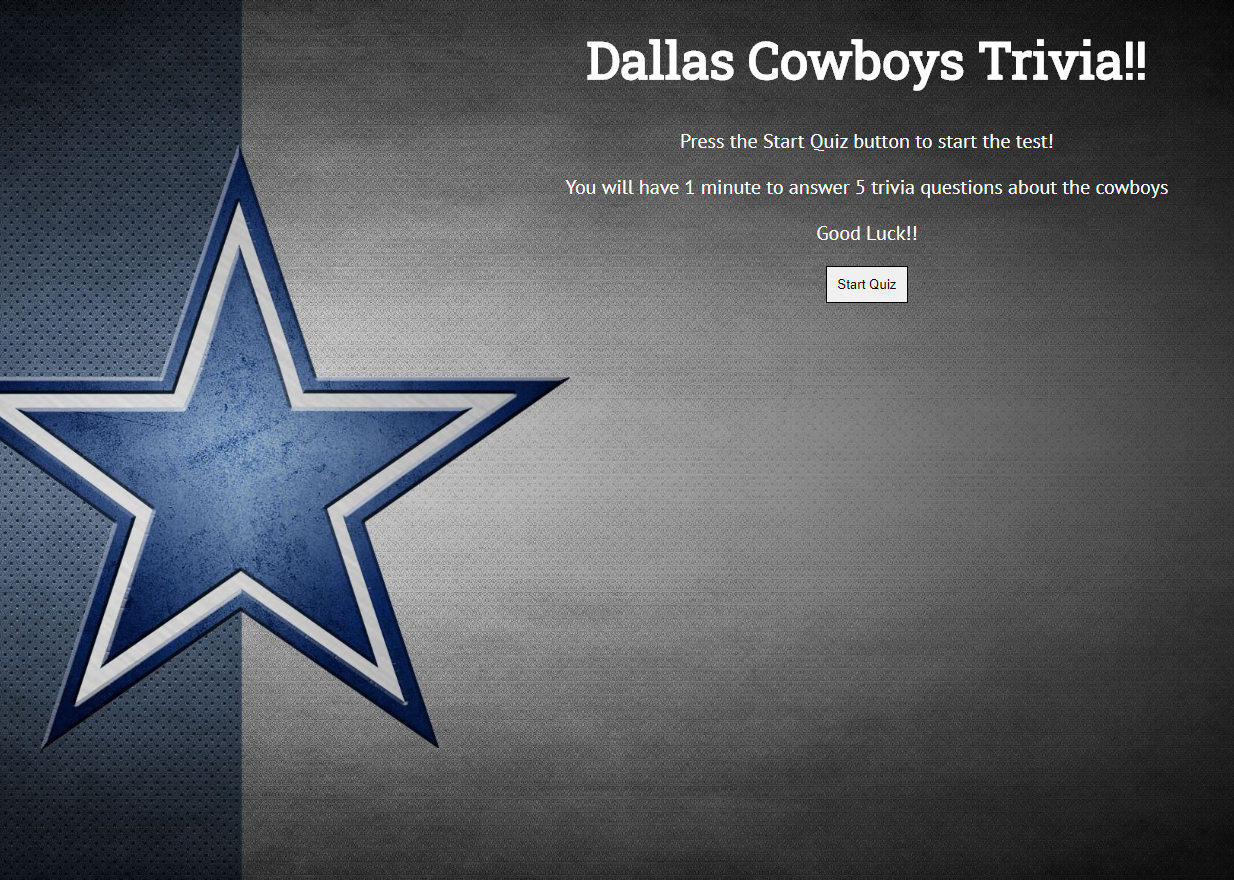 Dallas Cowboys Trivia!!
Press the Start Quiz button to start the test!
You will have 1 minute to answer 5 trivia questions about the cowboys
Good Luck!!
Start Quiz